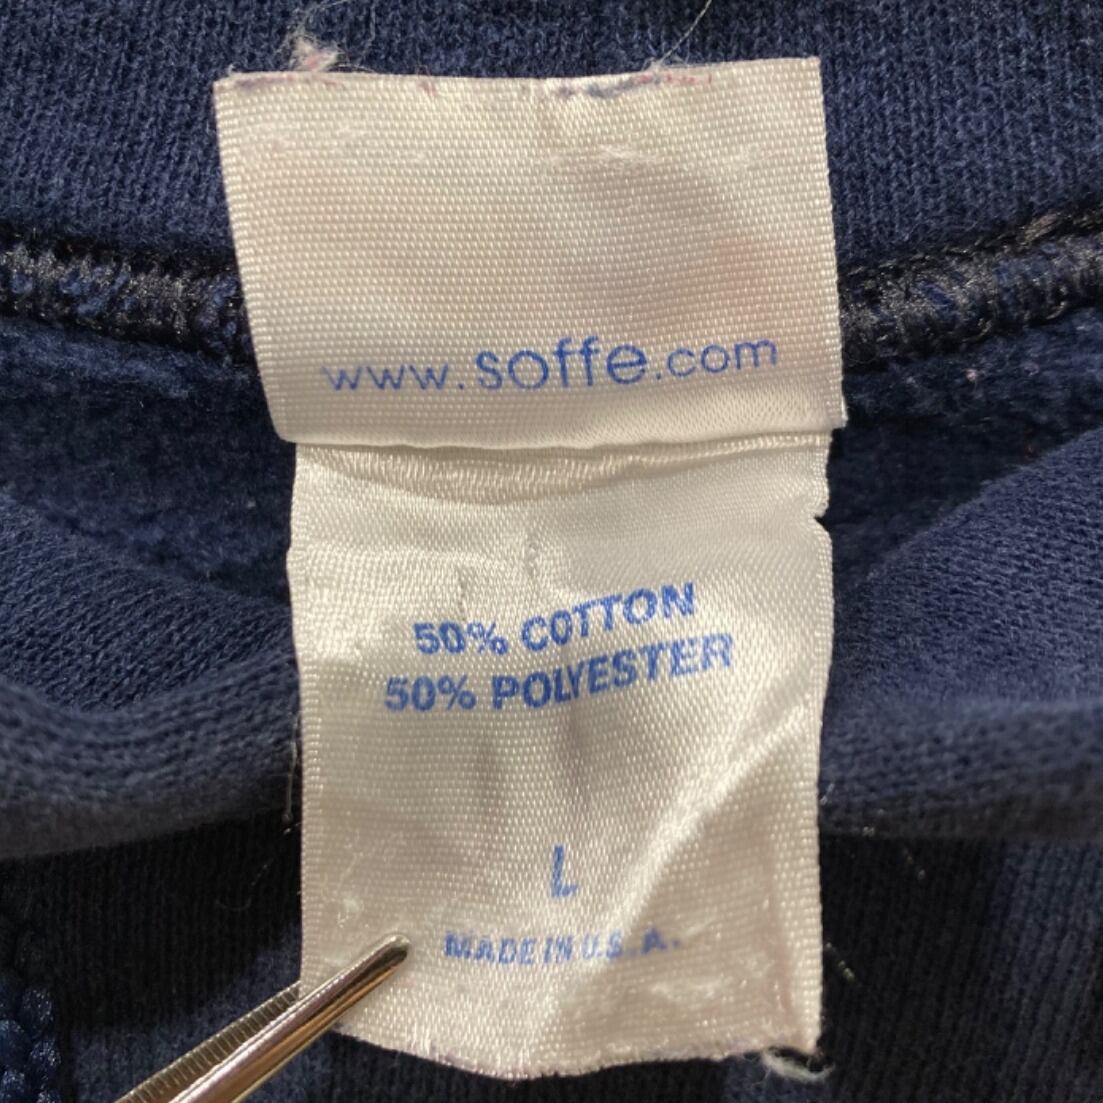 www.soffe.com
50% COTTON
50% POLYESTER
L
MADE IN U.S.A.